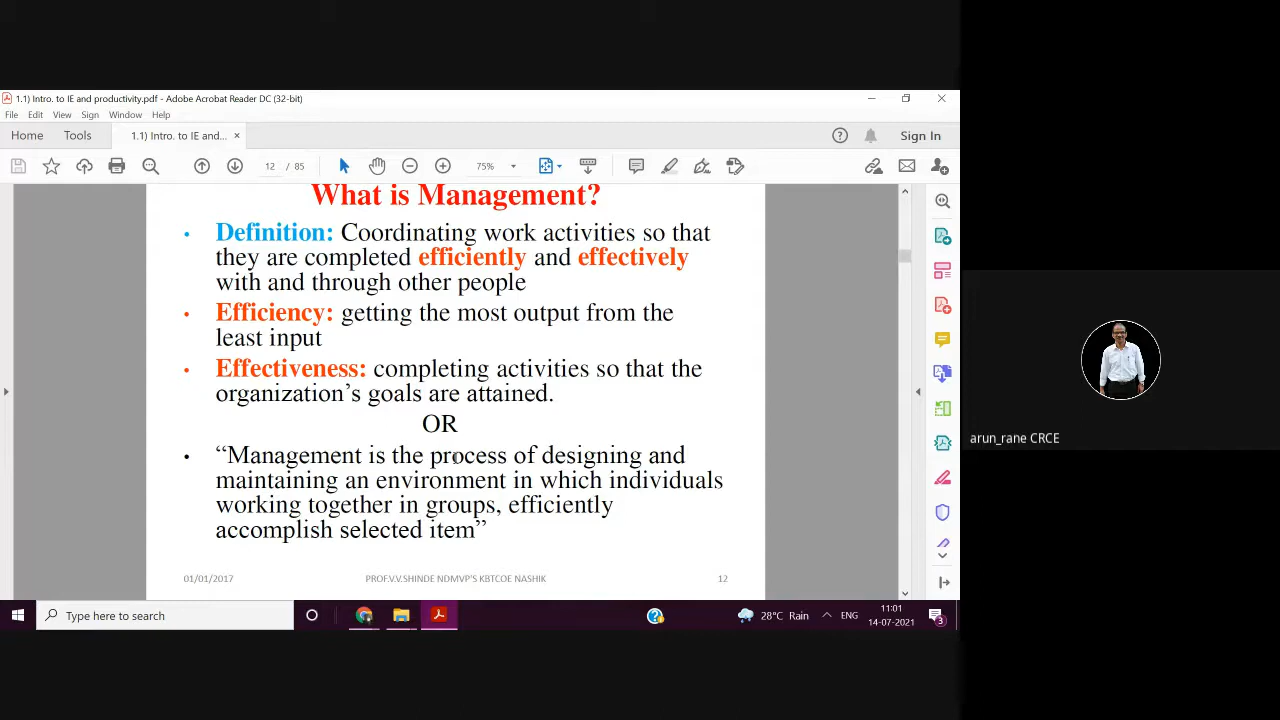 1.1) Intro. to IE and productivity.pdf - Adobe Acrobat Reader DC (32-bit)
File Edit View Sign Window Help
Home Tools 1.1) Intro. to IE and... × Sign In
12 / 85 75%
What is Management?
• Definition: Coordinating work activities so that
they are completed efficiently and effectively
with and through other people
• Efficiency: getting the most output from the
least input
• Effectiveness: completing activities so that the
organization’s goals are attained.
OR
• “Management is the process of designing and
maintaining an environment in which individuals
working together in groups, efficiently
accomplish selected item”
01/01/2017 PROF.V.V.SHINDE NDMVP'S KBTCOE NASHIK 12
arun_rane CRCE
Type here to search 28°C Rain ENG 11:01
14-07-2021 3